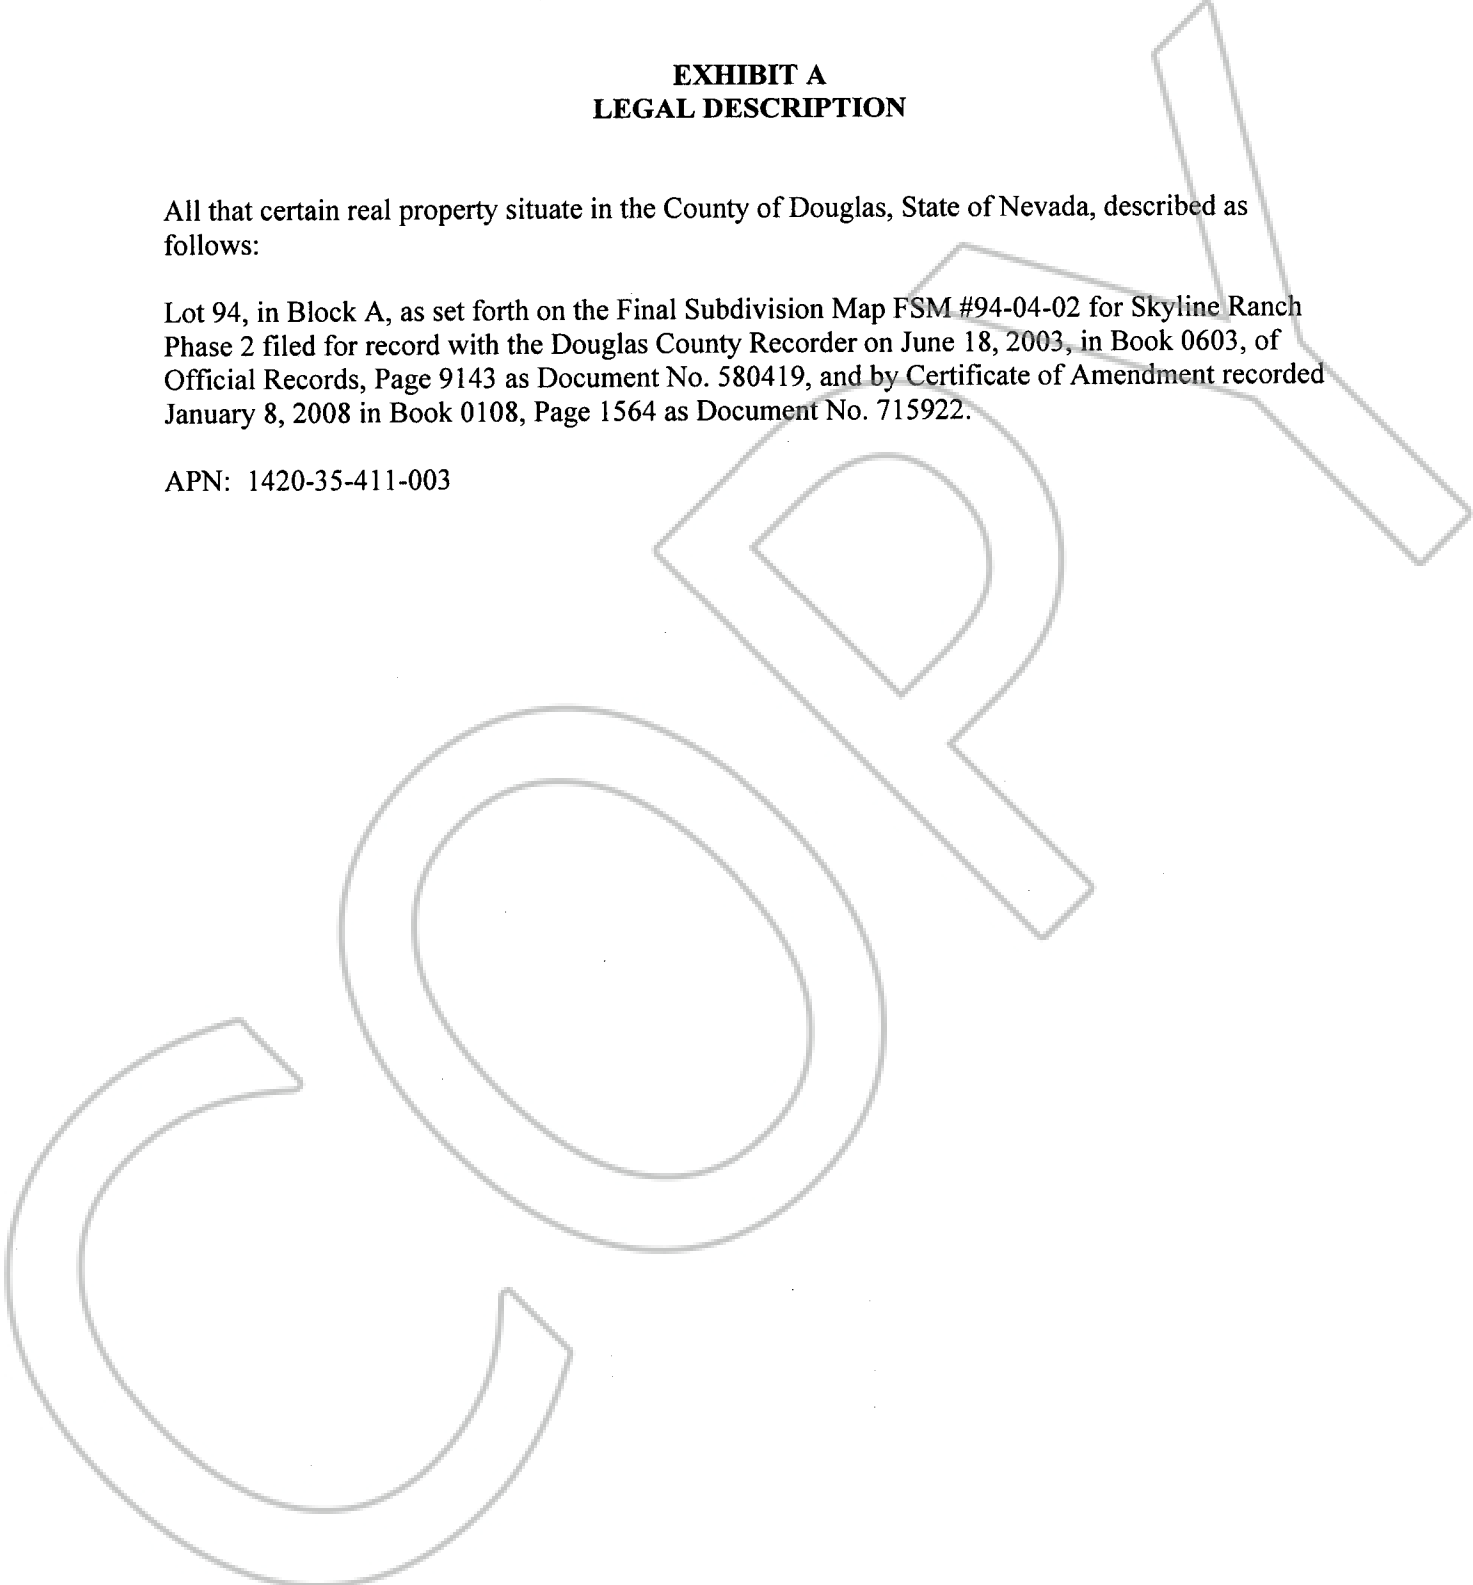 EXHIBIT A
LEGAL DESCRIPTION
All that certain real property situate in the County of Douglas, State of Nevada, described as
follows:
Lot 94, in Block A, as set forth on the Final Subdivision Map FSM #94-04-02 for Skyline Ranch
Phase 2 filed for record with the Douglas County Recorder on June 18, 2003, in Book 0603, of
Official Records, Page 9143 as Document No. 580419, and by Certificate of Amendment recorded
January 8, 2008 in Book 0108, Page 1564 as Document No. 715922.
APN: 1420-35-411-003
COPY